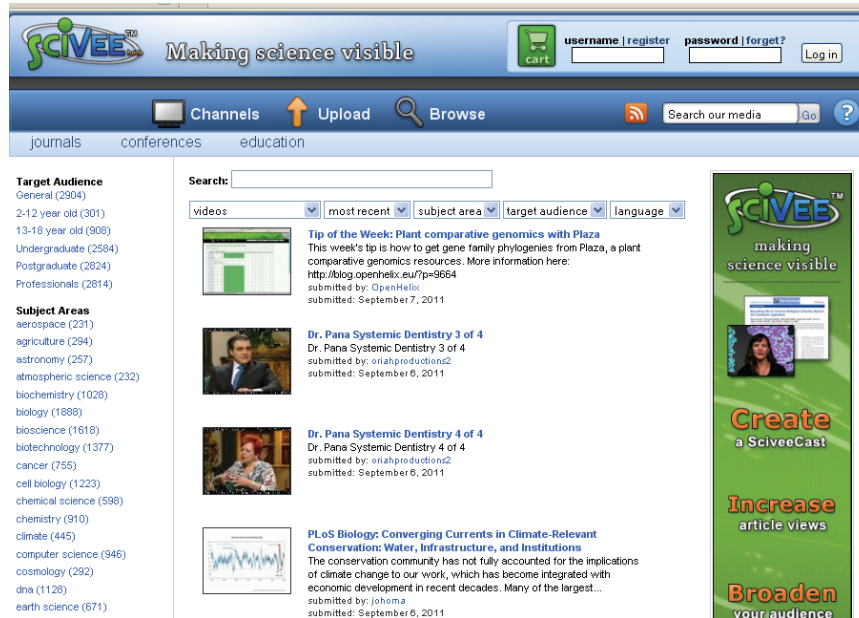 SCIVEE TM
beta
Making science visible
cart
username | register
password | forget?
Log in
Channels
Upload
Browse
Search our media
Go
?
journals
conferences
education
Target Audience
General (2904)
2-12 year old (301)
13-18 year old (908)
Undergraduate (2584)
Postgraduate (2824)
Professionals (2814)
Subject Areas
aerospace (231)
agriculture (294)
astronomy (257)
atmospheric science (232)
biochemistry (1028)
biology (1888)
bioscience (1618)
biotechnology (1377)
cancer (755)
cell biology (1223)
chemical science (598)
chemistry (910)
climate (445)
computer science (946)
cosmology (292)
dna (1128)
earth science (671)
Search:
videos
most recent
subject area
target audience
language
Tip of the Week: Plant comparative genomics with Plaza
This week's tip is how to get gene family phylogenies from Plaza, a plant
comparative genomics resources. More information here:
http://blog.openhelix.eu/?p=9664
submitted by: OpenHelix
submitted: September 7, 2011
Dr. Pana Systemic Dentistry 3 of 4
Dr. Pana Systemic Dentistry 3 of 4
submitted by: oriahproductions2
submitted: September 6, 2011
Dr. Pana Systemic Dentistry 4 of 4
Dr. Pana Systemic Dentistry 4 of 4
submitted by: oriahproductions2
submitted: September 6, 2011
PLoS Biology: Converging Currents in Climate-Relevant
Conservation: Water, Infrastructure, and Institutions
The conservation community has not fully accounted for the implications
of climate change to our work, which has become integrated with
economic development in recent decades. Many of the largest...
submitted by: johoma
submitted: September 6, 2011
SCIVEE TM
making
science visible
Create
a SciveeCast
Increase
article views
Broaden
your audience